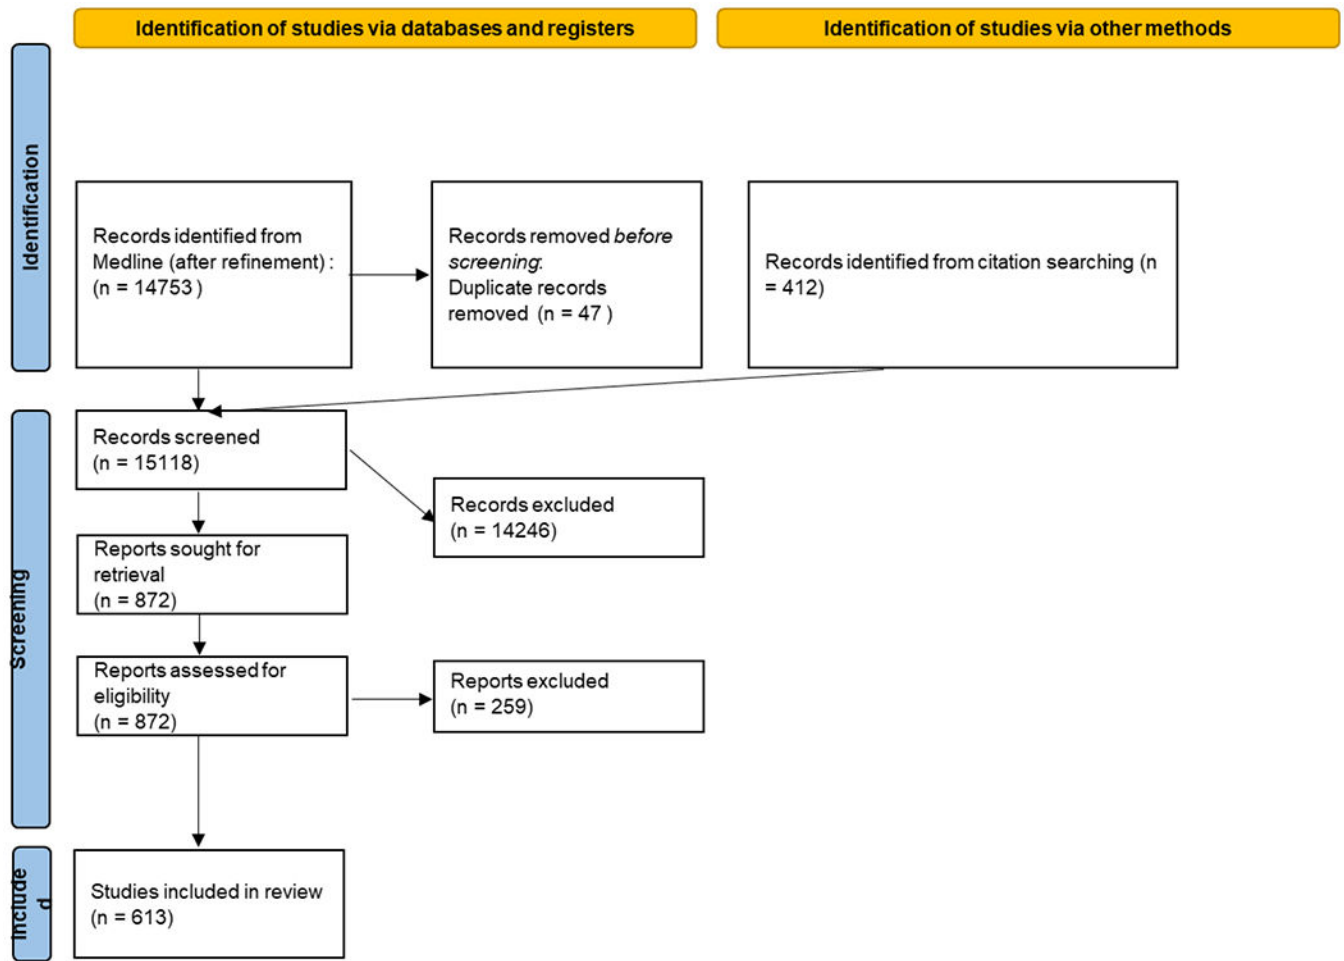 Identification of studies via databases and registers
Identification of studies via other methods
Identification
Records identified from
Medline (after refinement) :
(n = 14753 )
Records removed before
screening:
Duplicate records
removed (n = 47 )
Records identified from citation searching (n
= 412)
Screening
Records screened
(n = 15118)
Records excluded
(n = 14246)
Reports sought for
retrieval
(n = 872)
Reports assessed for
eligibility
(n = 872)
Reports excluded
(n = 259)
Include
d
Studies included in review
(n = 613)